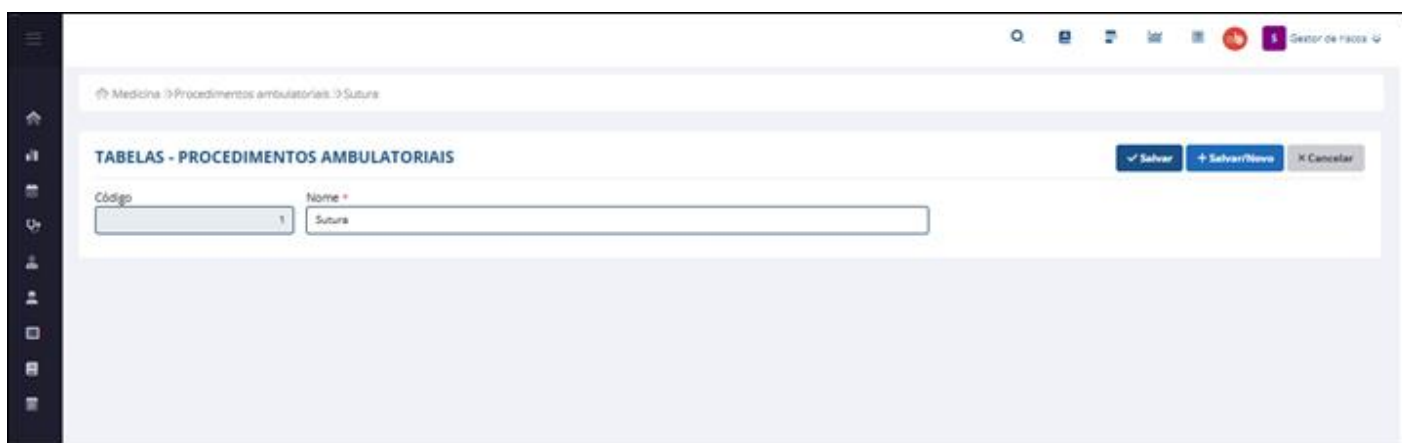 S Gestor de riscos
Medicina Procedimentos ambulatoriais Sutura
TABELAS - PROCEDIMENTOS AMBULATORIAIS
Salvar + Salvar/Novo × Cancelar
Código Nome *
1 Sutura